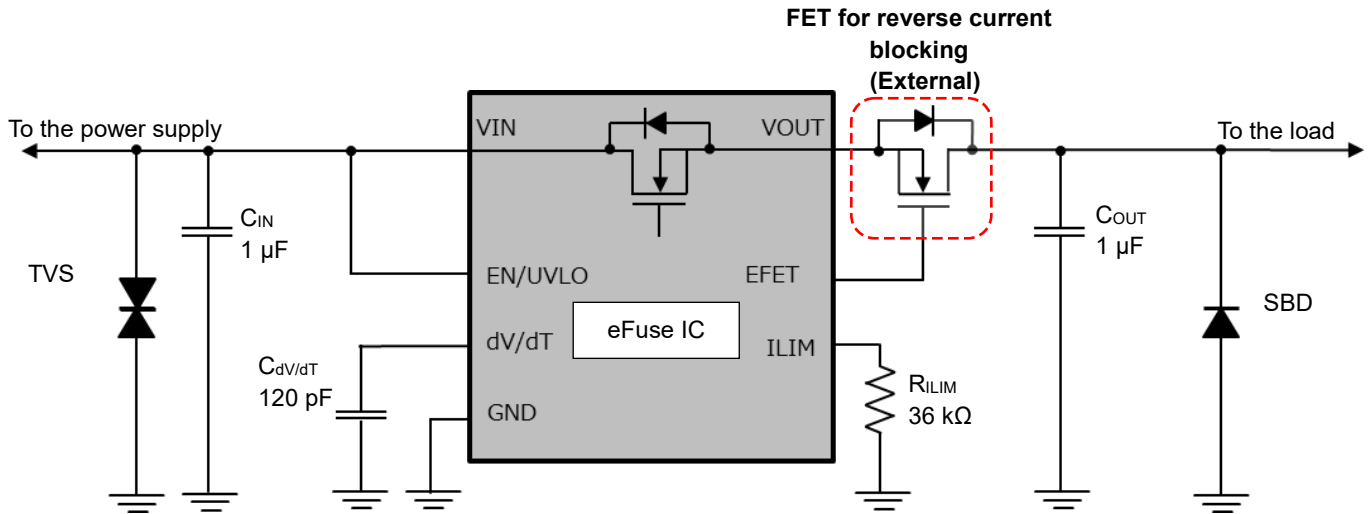 FET for reverse current
blocking
(External)
To the power supply
VIN
VOUT
To the load
CIN
1 µF
COUT
1 µF
TVS
EN/UVLO
EFET
SBD
eFuse IC
dV/dT
ILIM
CdV/dT
120 pF
RILIM
36 kΩ
GND